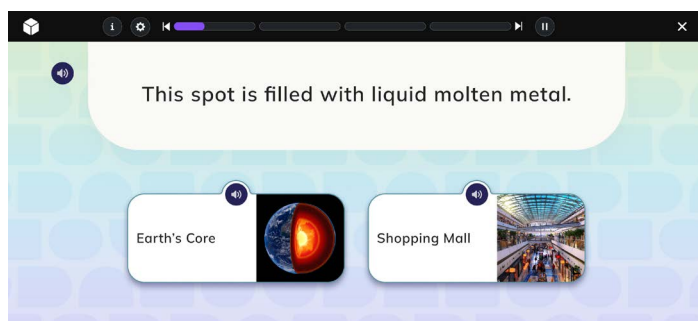 This spot is filled with liquid molten metal.
Earth's Core
Shopping Mall